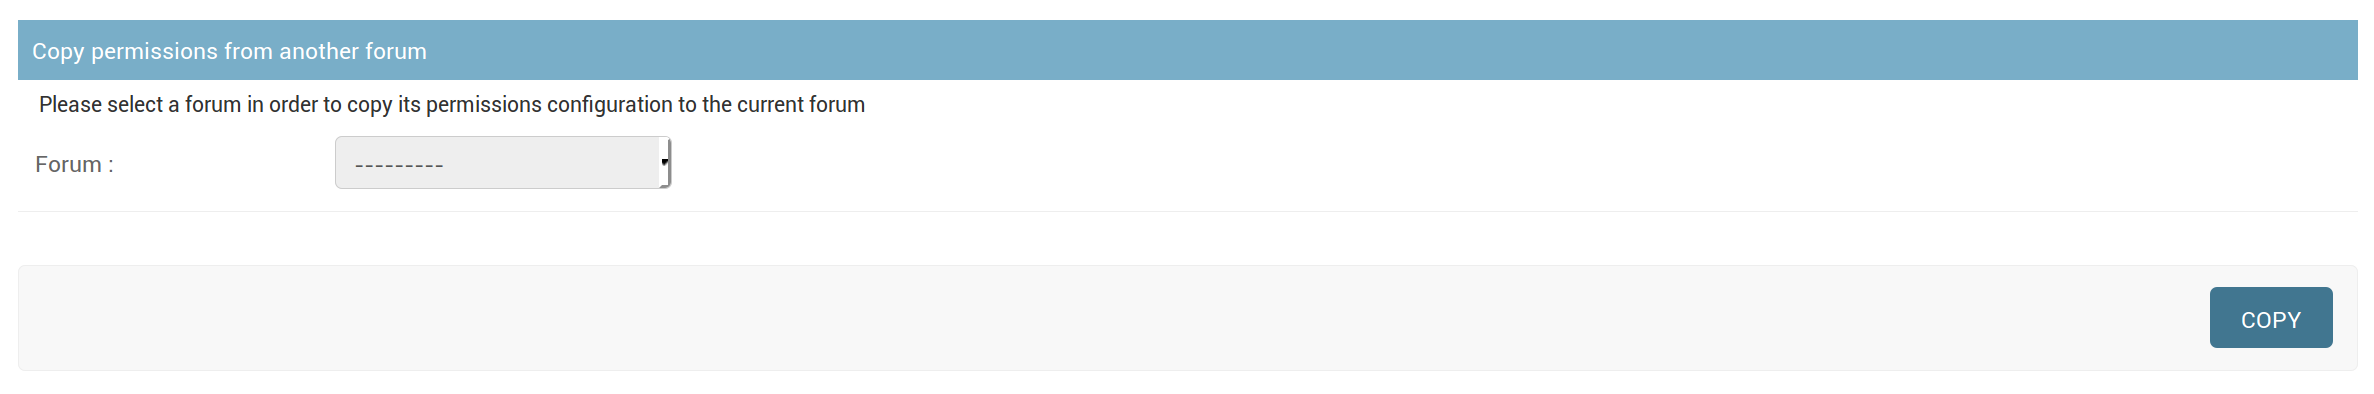 Copy permissions from another forum
Please select a forum in order to copy its permissions configuration to the current forum
Forum :
---------
COPY